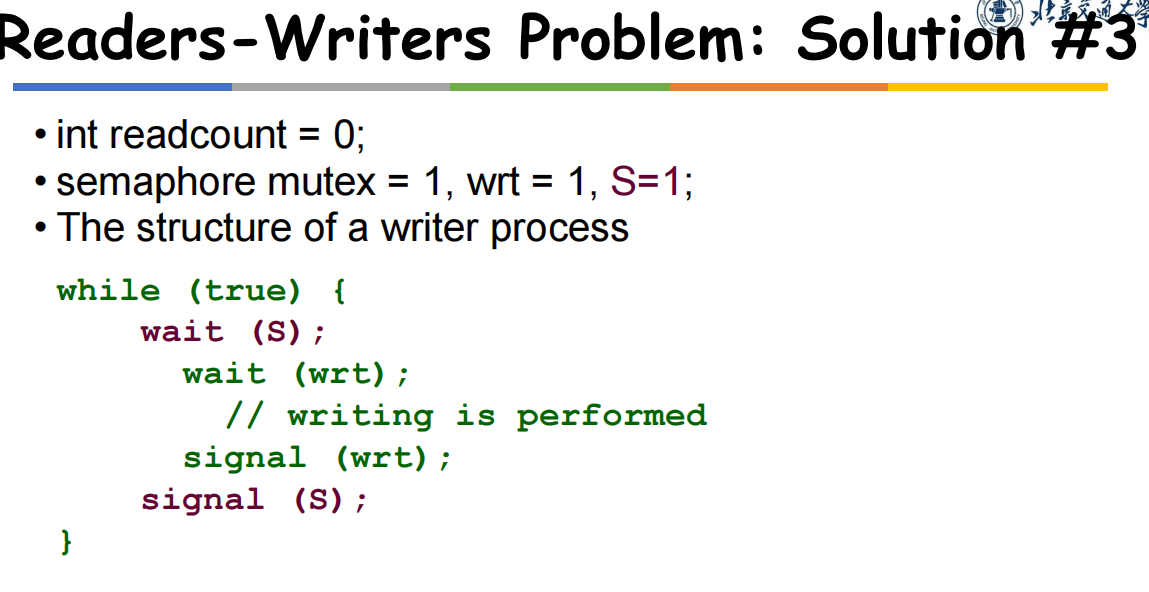 Readers-Writers Problem: Solution #3
• int readcount = 0;
• semaphore mutex = 1, wrt = 1, S=1;
• The structure of a writer process
while (true) {
wait (S);
wait (wrt);
// writing is performed
signal (wrt);
signal (S);
}